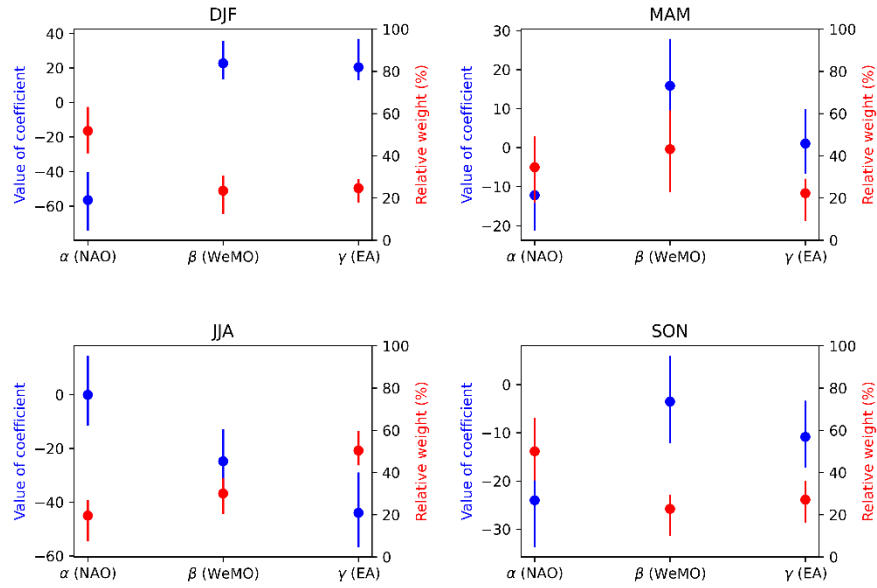 DJF
Value of coefficient
40
20
0
−20
−40
−60
100
80
60
40
20
0
Relative weight (%)
α (NAO)
β (WeMO)
γ (EA)
MAM
Value of coefficient
30
20
10
0
−10
−20
100
80
60
40
20
0
Relative weight (%)
α (NAO)
β (WeMO)
γ (EA)
JJA
Value of coefficient
0
−20
−40
−60
100
80
60
40
20
0
Relative weight (%)
α (NAO)
β (WeMO)
γ (EA)
SON
Value of coefficient
0
−10
−20
−30
100
80
60
40
20
0
Relative weight (%)
α (NAO)
β (WeMO)
γ (EA)